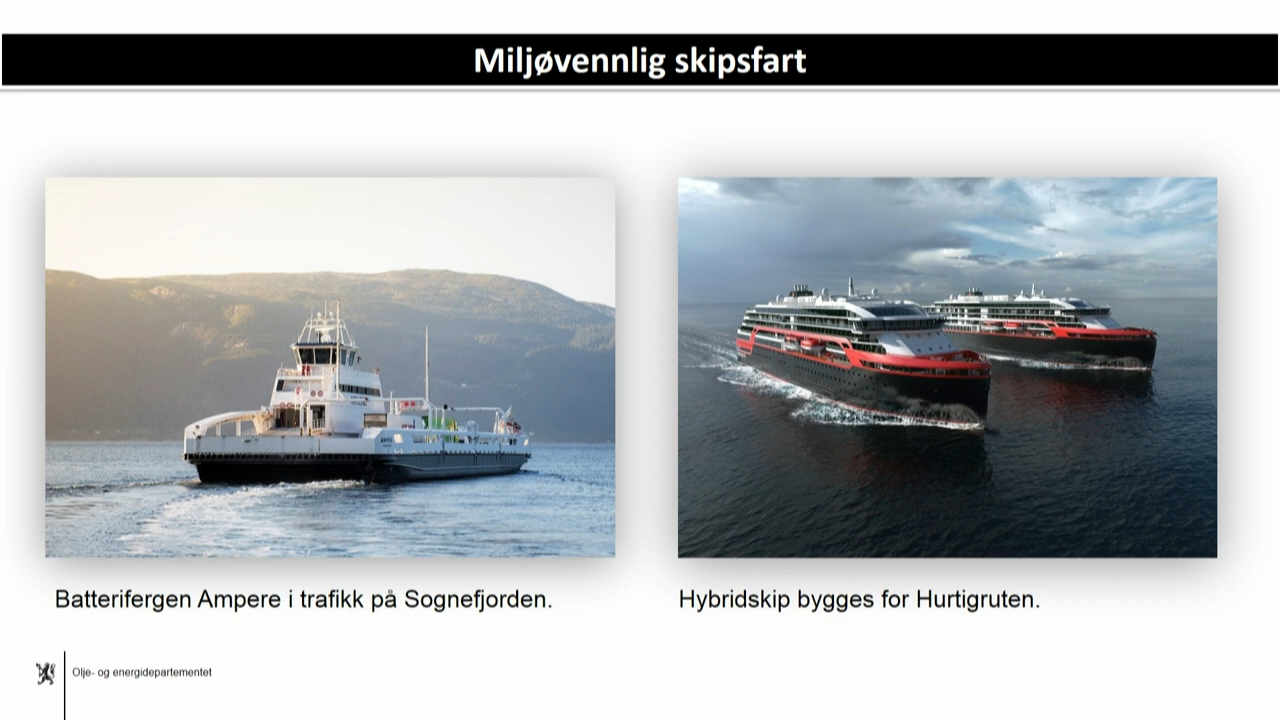 Miljøvennlig skipsfart
Batterifergen Ampere i trafikk på Sognefjorden.
Hybridskip bygges for Hurtigruten.
Olje- og energidepartementet